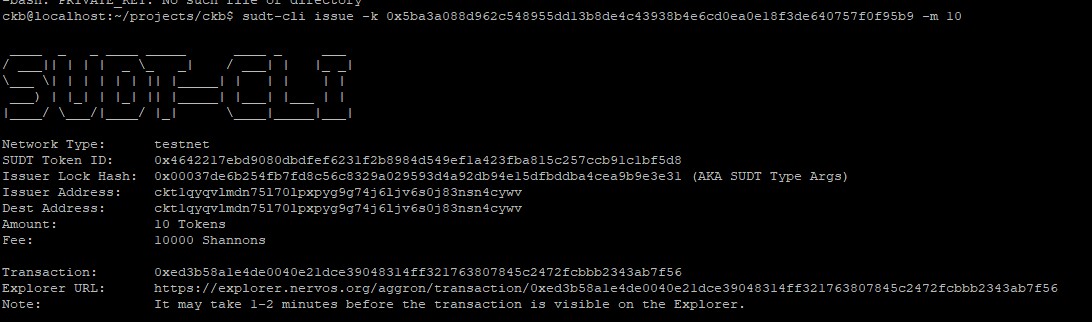 -bash: PRIVATE_KEY: No such file or directory
ckb@localhost:~/projects/ckb$ sudt-cli issue -k 0x5ba3a088d962c548955dd13b8de4c43938b4e6cd0ea0e18f3de640757f0f95b9 -m 10
SUDT-CLI
Network Type: testnet
SUDT Token ID: 0x4642217ebd9080dbdfef6231f2b8984d549ef1a423fba815c257ccb91c1bf5d8
Issuer Lock Hash: 0x00037de6b254fb7fd8c56c8329a029593d4a92db94e15dfbddba4cea9b9e3e31 (AKA SUDT Type Args)
Issuer Address: ckt1qyqvlmdn75l70lpxpyg9g74j6ljv6s0j83nsn4cywv
Dest Address: ckt1qyqvlmdn75l70lpxpyg9g74j6ljv6s0j83nsn4cywv
Amount: 10 Tokens
Fee: 10000 Shannons
Transaction: 0xed3b58a1e4de0040e21dce39048314ff321763807845c2472fcbbb2343ab7f56
Explorer URL: https://explorer.nervos.org/aggron/transaction/0xed3b58a1e4de0040e21dce39048314ff321763807845c2472fcbbb2343ab7f56
Note: It may take 1-2 minutes before the transaction is visible on the Explorer.